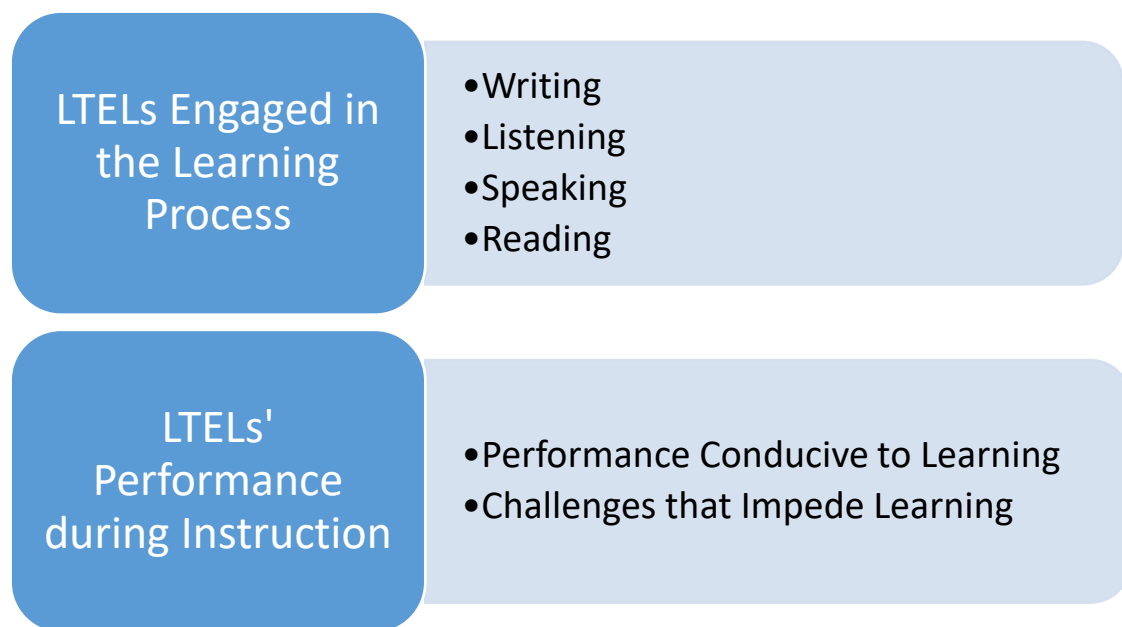 LTELs Engaged in
the Learning
Process
•Writing
•Listening
•Speaking
•Reading
LTELs'
Performance
during Instruction
•Performance Conducive to Learning
•Challenges that Impede Learning